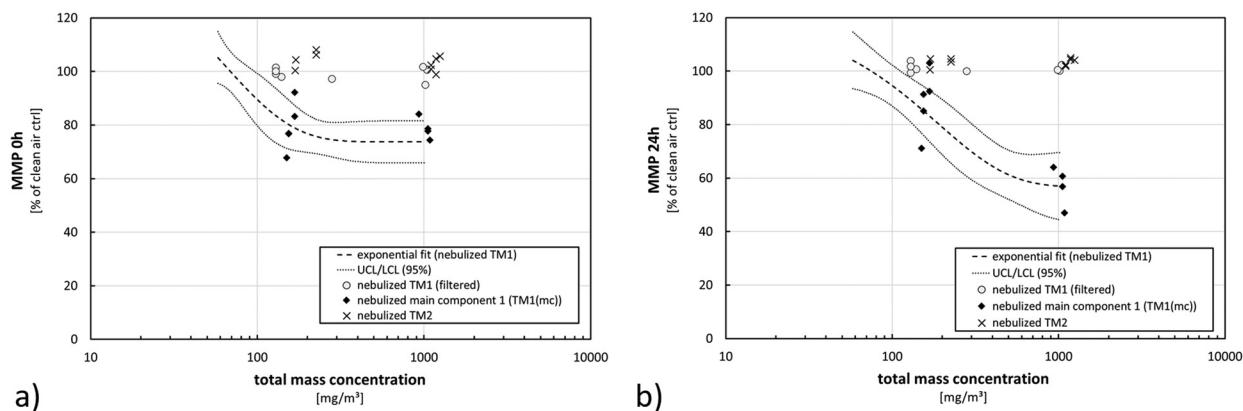 120
100
80
60
40
20
0
MMP 0h
[% of clean air ctrl]
exponential fit (nebulized TM1)
UCL/LCL (95%)
nebulized TM1 (filtered)
nebulized main component 1 (TM1(mc))
nebulized TM2
10
100
1000
10000
total mass concentration
[mg/m³]
a)
120
100
80
60
40
20
0
MMP 24h
[% of clean air ctrl]
exponential fit (nebulized TM1)
UCL/LCL (95%)
nebulized TM1 (filtered)
nebulized main component 1 (TM1(mc))
nebulized TM2
10
100
1000
10000
total mass concentration
[mg/m³]
b)